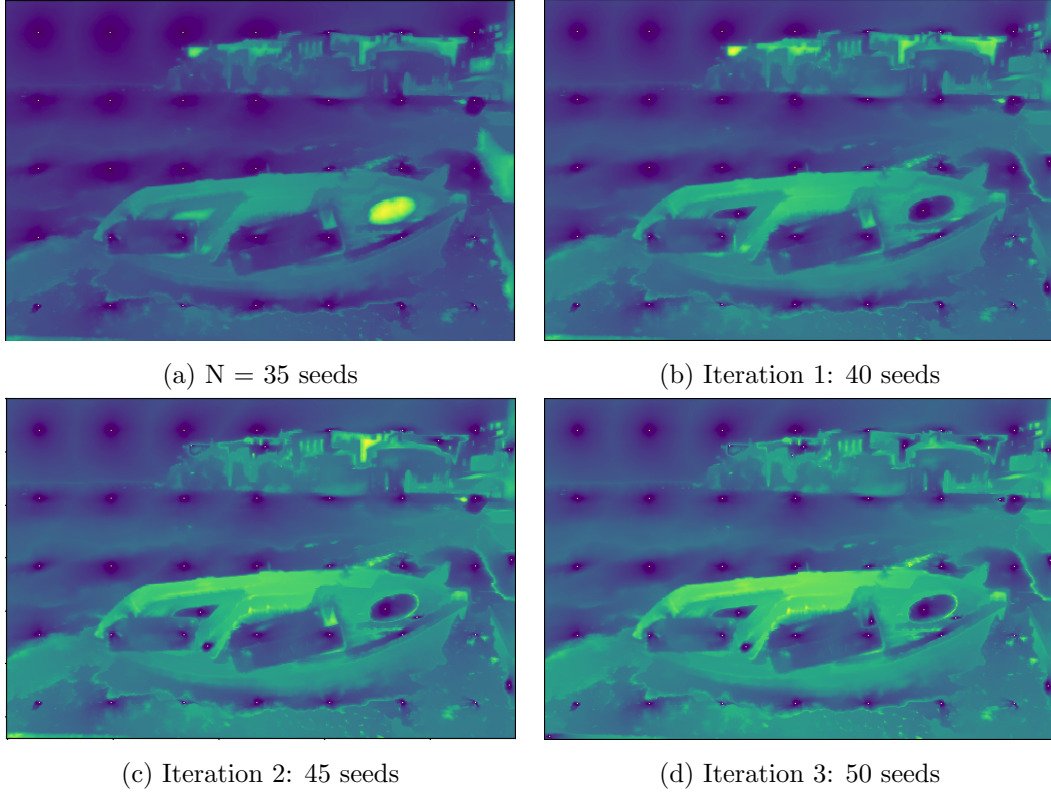 (a) N = 35 seeds
(b) Iteration 1: 40 seeds
(c) Iteration 2: 45 seeds
(d) Iteration 3: 50 seeds